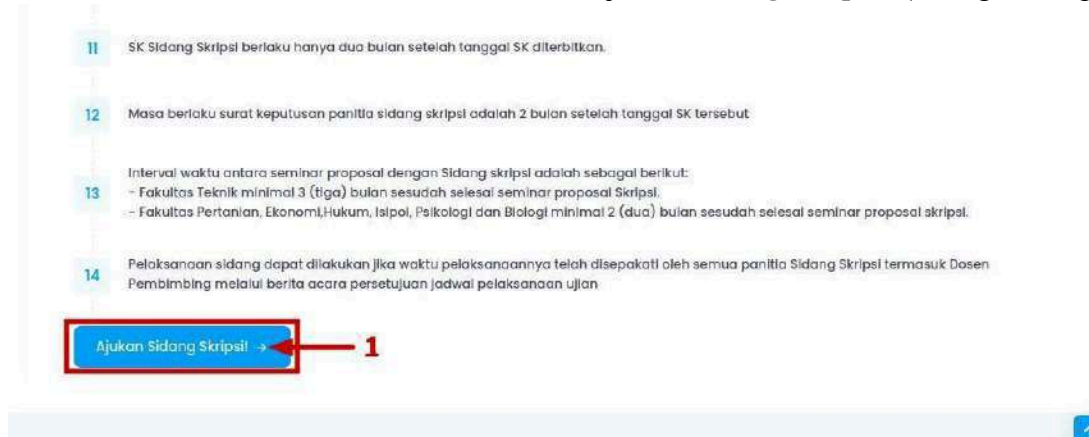 11 SK Sidang Skripsi berlaku hanya dua bulan setelah tanggal SK diterbitkan.
12 Masa berlaku surat keputusan panitia sidang skripsi adalah 2 bulan setelah tanggal SK tersebut
Interval waktu antara seminar proposal dengan Sidang skripsi adalah sebagai berikut:
13 - Fakultas Teknik minimal 3 (tiga) bulan sesudah selesai seminar proposal Skripsi.
- Fakultas Pertanian, Ekonomi,Hukum, Isipol, Psikologi dan Biologi minimal 2 (dua) bulan sesudah selesai seminar proposal skripsi.
14 Pelaksanaan sidang dapat dilakukan jika waktu pelaksanaannya telah disepakati oleh semua panitia Sidang Skripsi termasuk Dosen
Pembimbing melalui berita acara persetujuan jadwal pelaksanaan ujian
Ajukan Sidang Skripsi! → 1